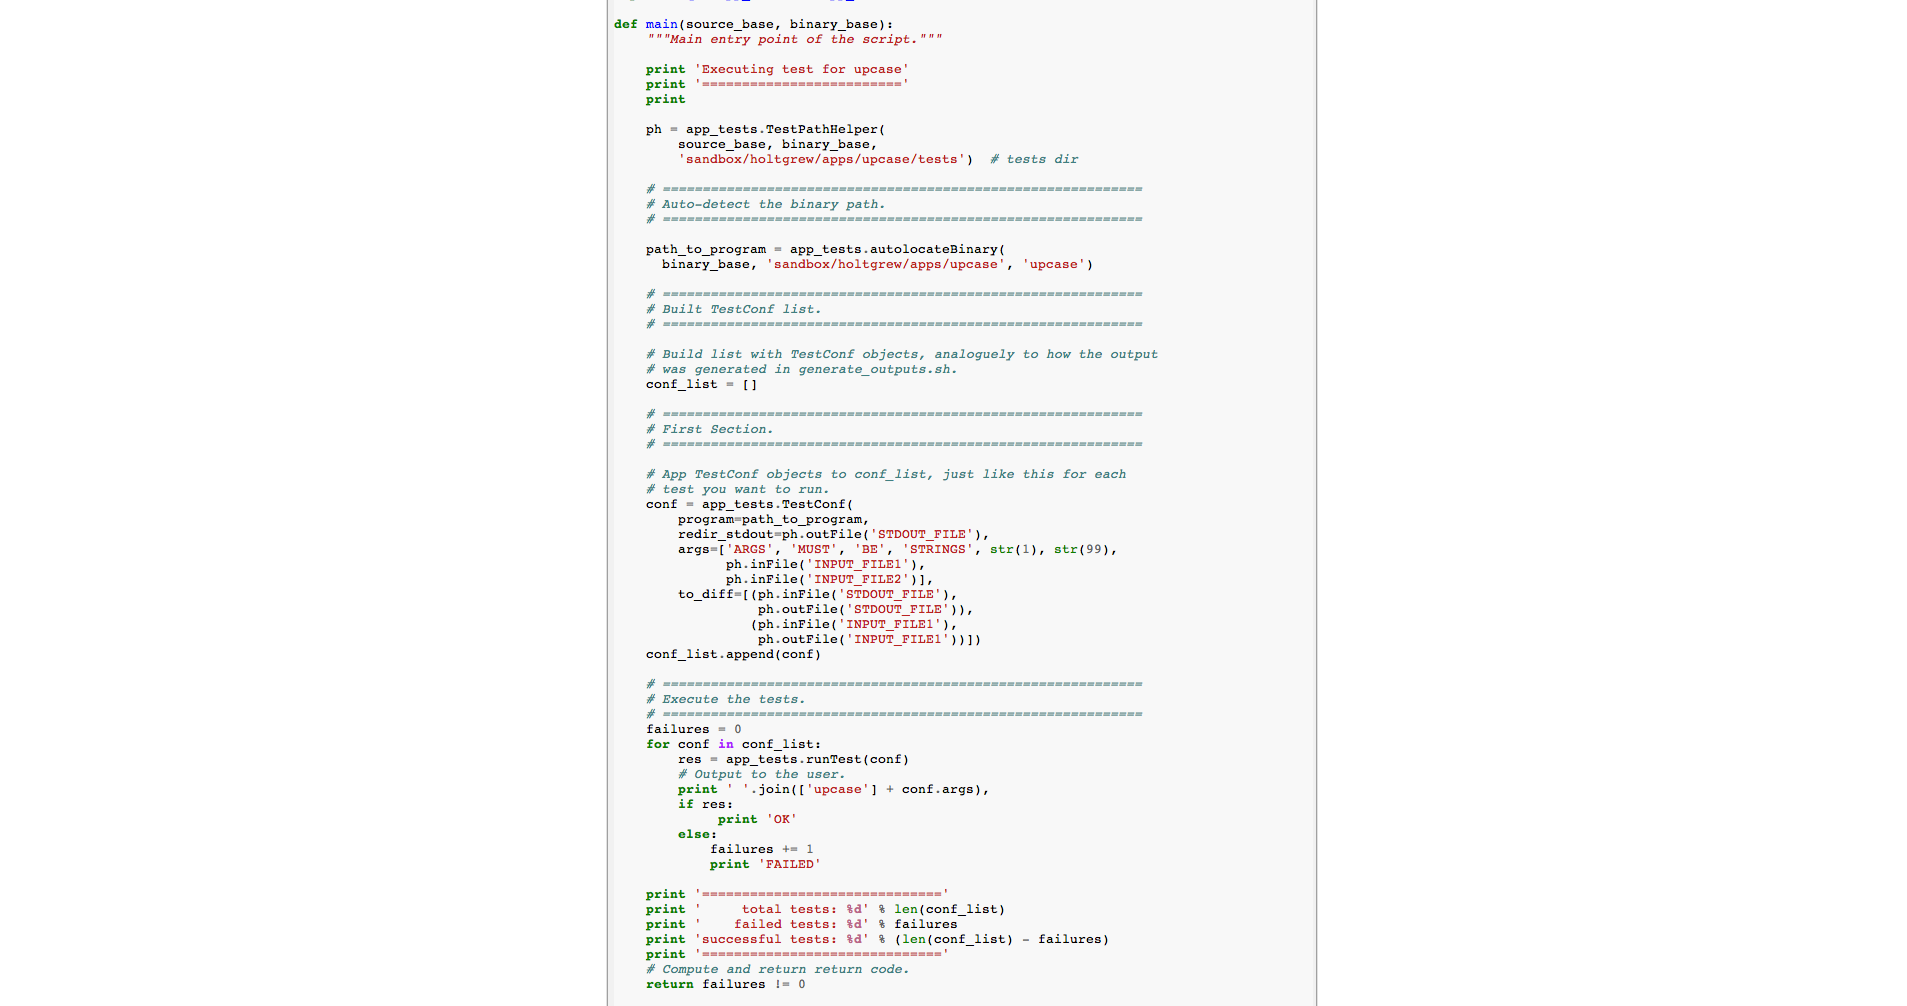 def main(source_base, binary_base):
    """Main entry point of the script."""

    print 'Executing test for upcase'
    print '========================='
    print

    ph = app_tests.TestPathHelper(
        source_base, binary_base,
        'sandbox/holtgrew/apps/upcase/tests')  # tests dir

    # ============================================================
    # Auto-detect the binary path.
    # ============================================================

    path_to_program = app_tests.autolocateBinary(
      binary_base, 'sandbox/holtgrew/apps/upcase', 'upcase')

    # ============================================================
    # Built TestConf list.
    # ============================================================

    # Build list with TestConf objects, analoguely to how the output
    # was generated in generate_outputs.sh.
    conf_list = []

    # ============================================================
    # First Section.
    # ============================================================

    # App TestConf objects to conf_list, just like this for each
    # test you want to run.
    conf = app_tests.TestConf(
        program=path_to_program,
        redir_stdout=ph.outFile('STDOUT_FILE'),
        args=['ARGS', 'MUST', 'BE', 'STRINGS', str(1), str(99),
              ph.inFile('INPUT_FILE1'),
              ph.inFile('INPUT_FILE2')],
        to_diff=[(ph.inFile('STDOUT_FILE'),
                  ph.outFile('STDOUT_FILE')),
                 (ph.inFile('INPUT_FILE1'),
                  ph.outFile('INPUT_FILE1'))])
    conf_list.append(conf)

    # ============================================================
    # Execute the tests.
    # ============================================================
    failures = 0
    for conf in conf_list:
        res = app_tests.runTest(conf)
        # Output to the user.
        print ' '.join(['upcase'] + conf.args),
        if res:
             print 'OK'
        else:
            failures += 1
            print 'FAILED'

    print '=============================='
    print '     total tests: %d' % len(conf_list)
    print '    failed tests: %d' % failures
    print 'successful tests: %d' % (len(conf_list) - failures)
    print '=============================='
    # Compute and return return code.
    return failures != 0